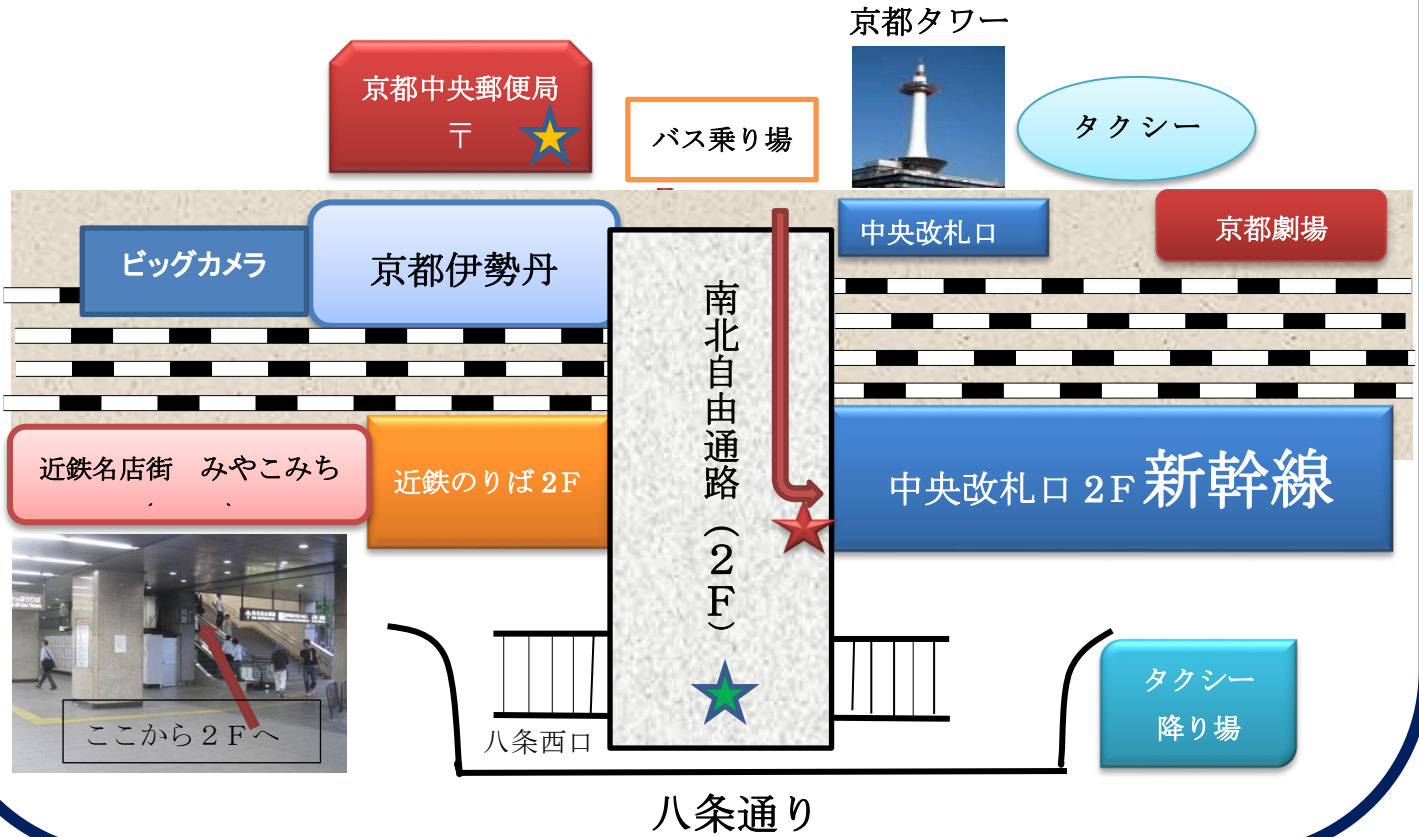 京都タワー
京都中央郵便局
〒
バス乗り場
タクシー
中央改札口
京都劇場
ビッグカメラ
京都伊勢丹
南北自由通路（２Ｆ）
近鉄名店街　みやこみち
近鉄のりば２F
中央改札口２F新幹線
ここから２Ｆへ
八条西口
タクシー
降り場
八条通り